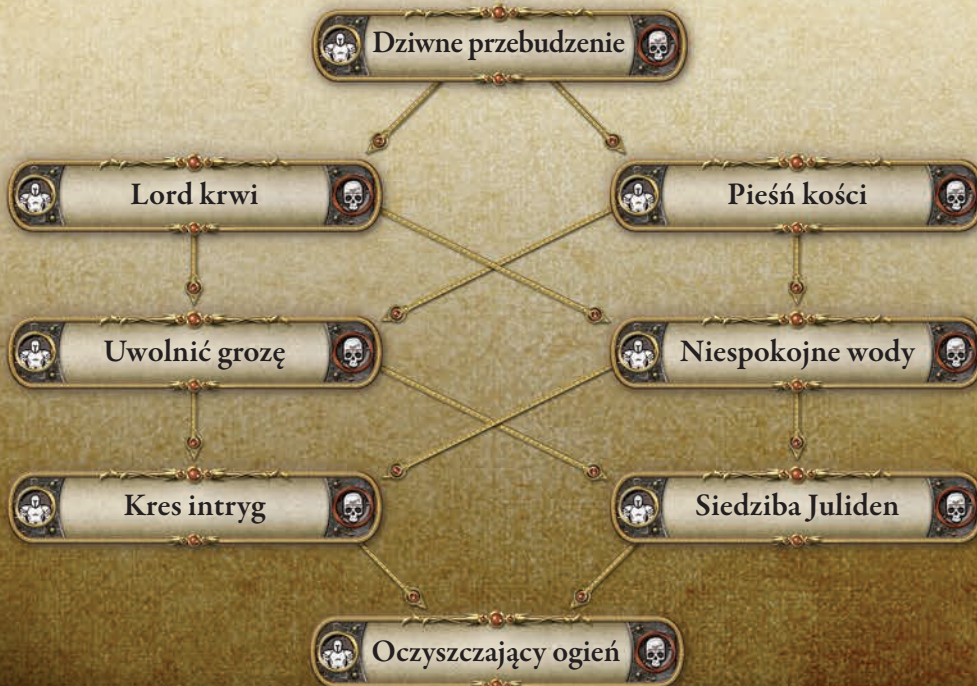 Dziwne przebudzenie
Lord krwi
Pieśń kości
Uwolnić grozę
Niespokojne wody
Kres intryg
Siedziba Juliden
Oczyszczający ogień